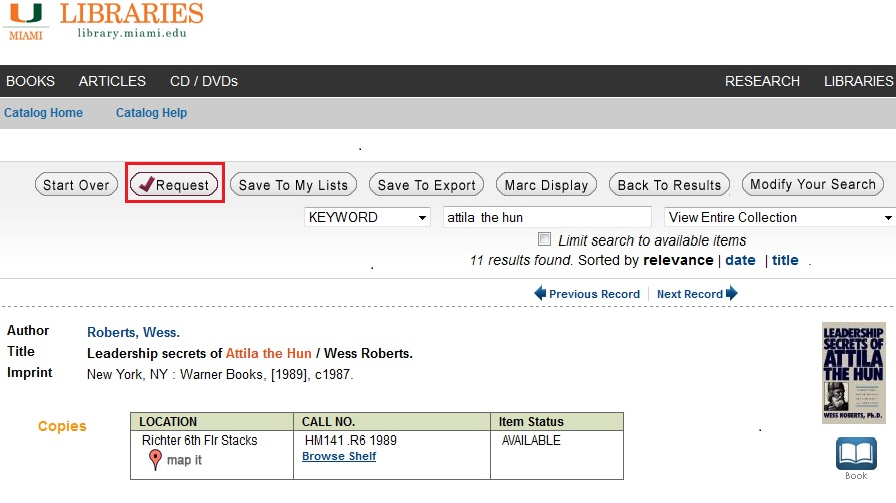 LIBRARIES
MIAMI
library.miami.edu
BOOKS ARTICLES CD / DVDs RESEARCH LIBRARIES
Catalog Home Catalog Help
Start Over Request Save To My Lists Save To Export Marc Display Back To Results Modify Your Search
KEYWORD attila the hun View Entire Collection
Limit search to available items
11 results found. Sorted by relevance | date | title .
Previous Record Next Record
Author Roberts, Wess.
Title Leadership secrets of Attila the Hun / Wess Roberts.
Imprint New York, NY : Warner Books, [1989], c1987.
LEADERSHIP
SECRETS OF
ATTILA
THE HUN
WESS ROBERTS, Ph.D.
Copies
LOCATION CALL NO. Item Status
Richter 6th Flr Stacks HM141 .R6 1989 AVAILABLE
map it Browse Shelf
Book